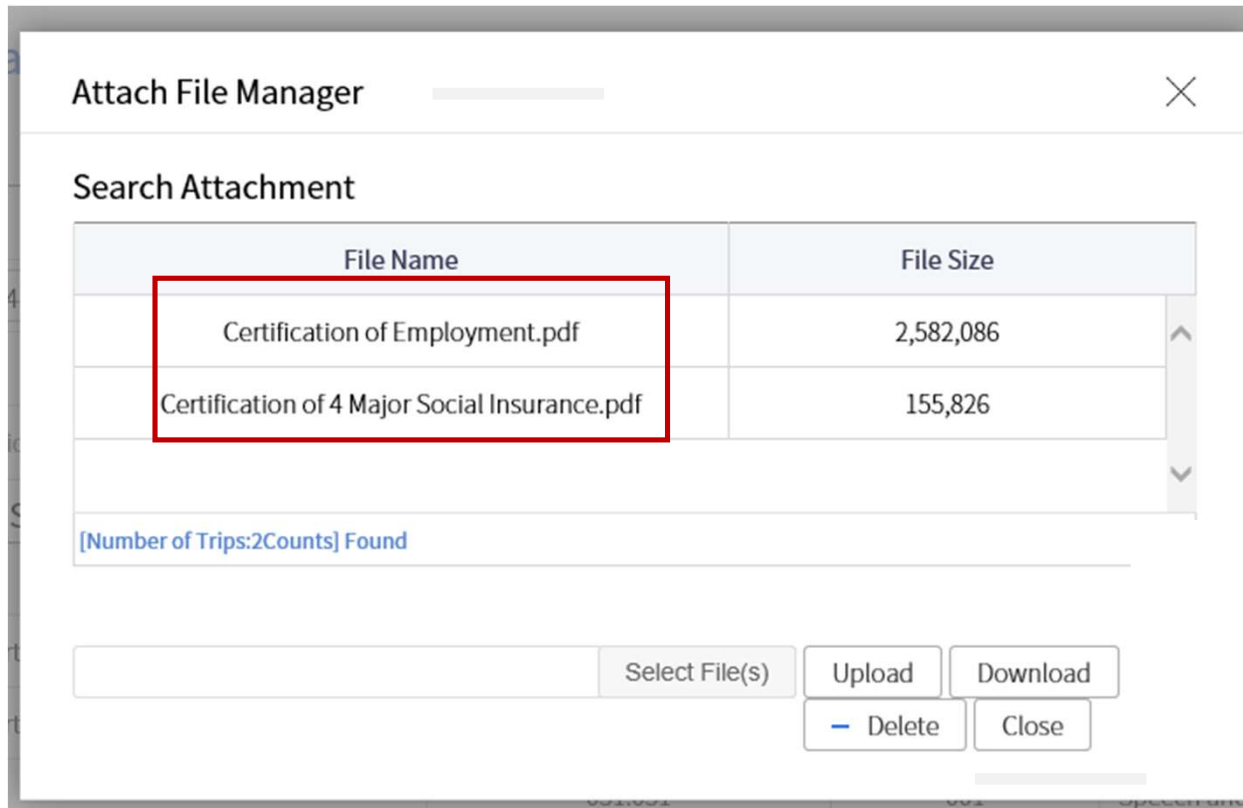 Attach File Manager
Search Attachment
File Name File Size
Certification of Employment.pdf 2,582,086
Certification of 4 Major Social Insurance.pdf 155,826
[Number of Trips:2Counts] Found
Select File(s) Upload Download
Delete Close